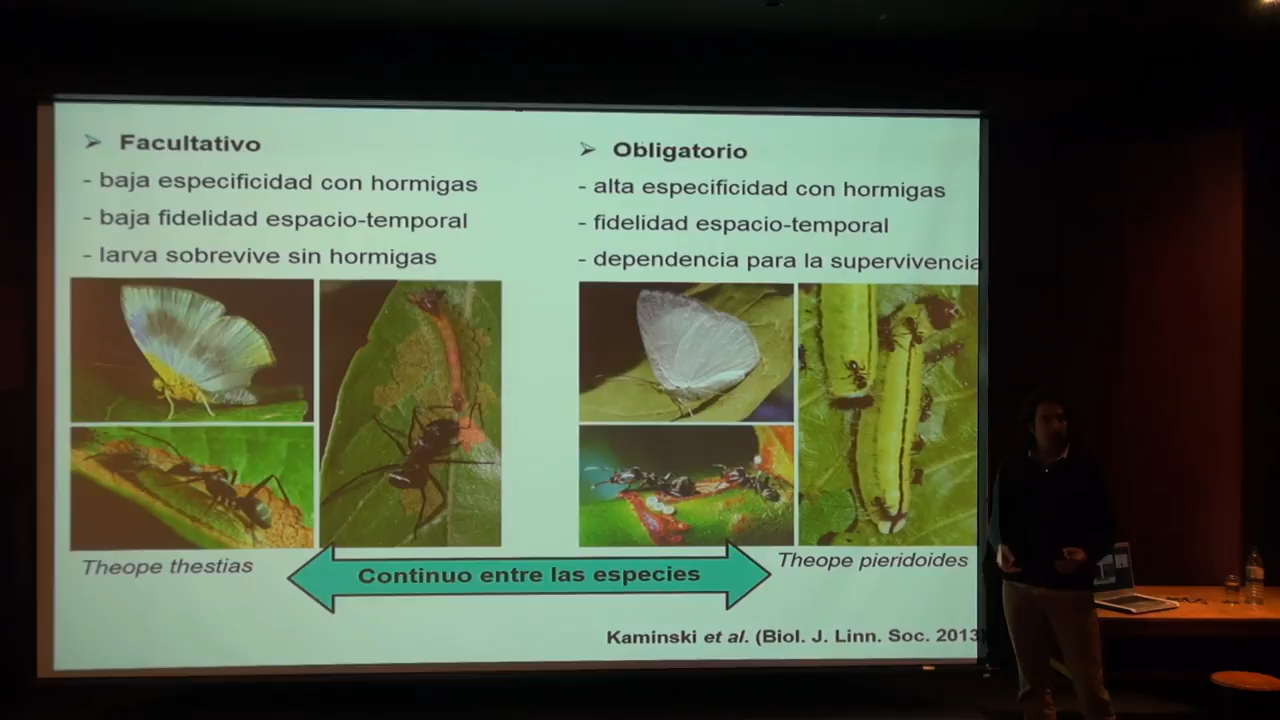 ➢ Facultativo
- baja especificidad con hormigas
- baja fidelidad espacio-temporal
- larva sobrevive sin hormigas
➢ Obligatorio
- alta especificidad con hormigas
- fidelidad espacio-temporal
- dependencia para la supervivencia
Theope thestias
Continuo entre las especies
Theope pieridoides
Kaminski et al. (Biol. J. Linn. Soc. 2013)